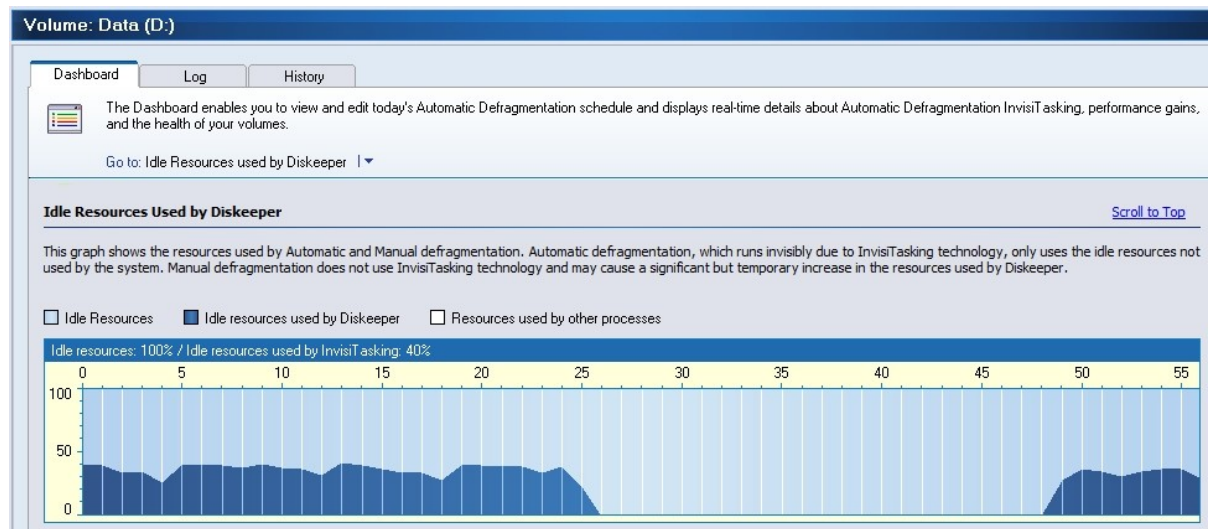 Volume: Data (D:)
Dashboard Log History
The Dashboard enables you to view and edit today's Automatic Defragmentation schedule and displays real-time details about Automatic Defragmentation InvisiTasking, performance gains,
and the health of your volumes.
Go to: Idle Resources used by Diskeeper
Idle Resources Used by Diskeeper Scroll to Top
This graph shows the resources used by Automatic and Manual defragmentation. Automatic defragmentation, which runs invisibly due to InvisiTasking technology, only uses the idle resources not
used by the system. Manual defragmentation does not use InvisiTasking technology and may cause a significant but temporary increase in the resources used by Diskeeper.
Idle Resources Idle resources used by Diskeeper Resources used by other processes
Idle resources: 100% / Idle resources used by InvisiTasking: 40%
0 5 10 15 20 25 30 35 40 45 50 55
100
50
0